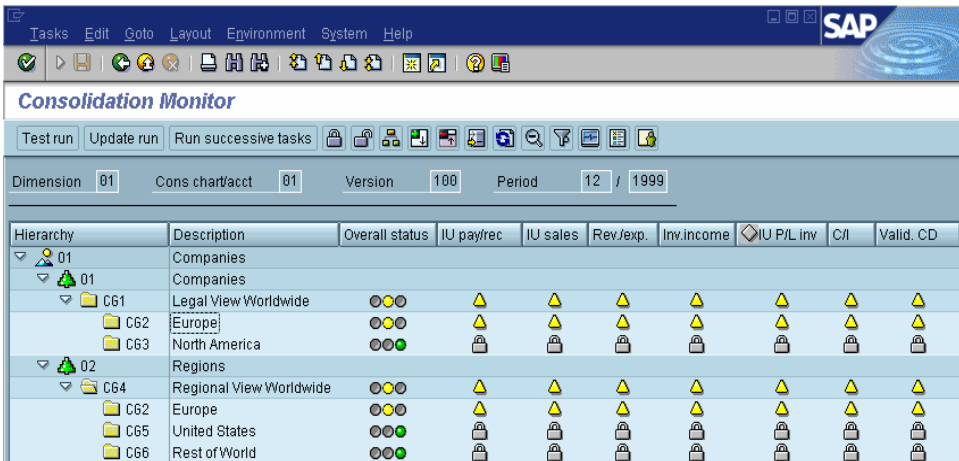 Tasks Edit Goto Layout Environment System Help
SAP
Consolidation Monitor
Test run Update run Run successive tasks
Dimension 01 Cons chart/acct 01 Version 100 Period 12 / 1999
Hierarchy Description Overall status IU pay/rec IU sales Rev./exp. Inv.income IU P/L inv C/I Valid. CD
01 Companies
01 Companies
CG1 Legal View Worldwide
CG2 Europe
CG3 North America
02 Regions
CG4 Regional View Worldwide
CG2 Europe
CG5 United States
CG6 Rest of World